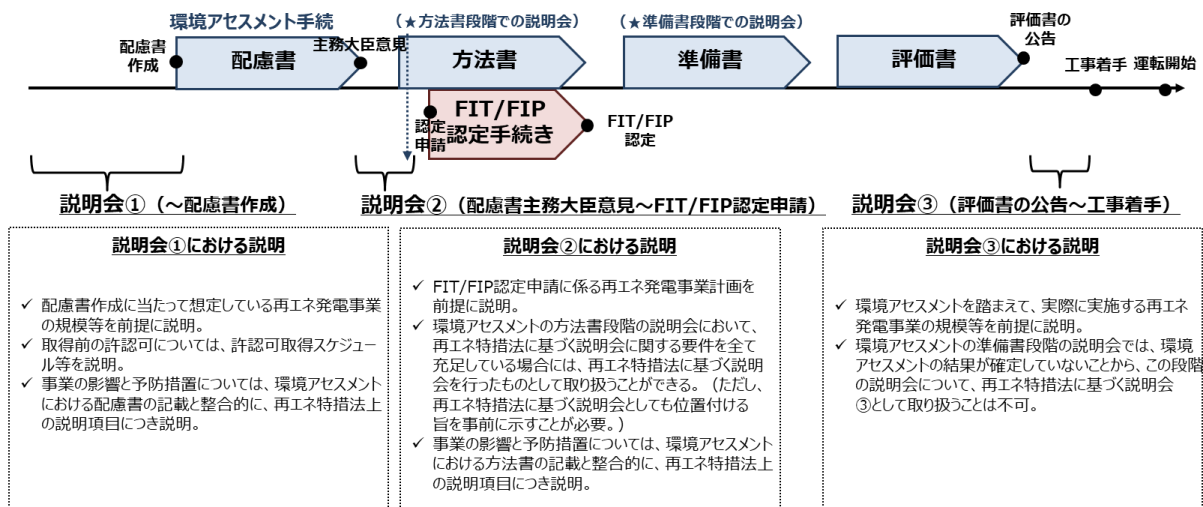 環境アセスメント手続
(★方法書段階での説明会)
(★準備書段階での説明会)
評価書の
公告
配慮書
作成
配慮書
主務大臣意見
方法書
準備書
評価書
工事着手
運転開始
認定
申請
FIT/FIP
認定手続き
FIT/FIP
認定
説明会①(～配慮書作成)
説明会②(配慮書主務大臣意見～FIT/FIP認定申請)
説明会③(評価書の公告～工事着手)
説明会①における説明
✓ 配慮書作成に当たって想定している再エネ発電事業
の規模等を前提に説明。
✓ 取得前の許認可については、許認可取得スケジュー
ル等を説明。
✓ 事業の影響と予防措置については、環境アセスメント
における配慮書の記載と整合的に、再エネ特措法上
の説明項目につき説明。
説明会②における説明
✓ FIT/FIP認定申請に係る再エネ発電事業計画を
前提に説明。
✓ 環境アセスメントの方法書段階の説明会において、
再エネ特措法に基づく説明会に関する要件を全て
充足している場合には、再エネ特措法に基づく説明
会を行ったものとして取り扱うことができる。(ただし、
再エネ特措法に基づく説明会としても位置付ける
旨を事前に示すことが必要。)
✓ 事業の影響と予防措置については、環境アセスメント
における方法書の記載と整合的に、再エネ特措法上
の説明項目につき説明。
説明会③における説明
✓ 環境アセスメントを踏まえて、実際に実施する再エネ
発電事業の規模等を前提に説明。
✓ 環境アセスメントの準備書段階の説明会では、環境
アセスメントの結果が確定していないことから、この段階
の説明会について、再エネ特措法に基づく説明会
③として取り扱うことは不可。